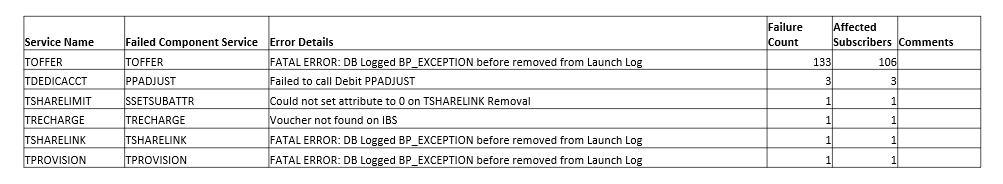 Service Name Failed Component Service Error Details Failure Count Affected Subscribers Comments
TOFFER TOFFER FATAL ERROR: DB Logged BP_EXCEPTION before removed from Launch Log 133 106
TDEDICACCT PPADJUST Failed to call Debit PPADJUST 3 3
TSHARELIMIT SSETSUBATTR Could not set attribute to 0 on TSHARELINK Removal 1 1
TRECHARGE TRECHARGE Voucher not found on IBS 1 1
TSHARELINK TSHARELINK FATAL ERROR: DB Logged BP_EXCEPTION before removed from Launch Log 1 1
TPROVISION TPROVISION FATAL ERROR: DB Logged BP_EXCEPTION before removed from Launch Log 1 1